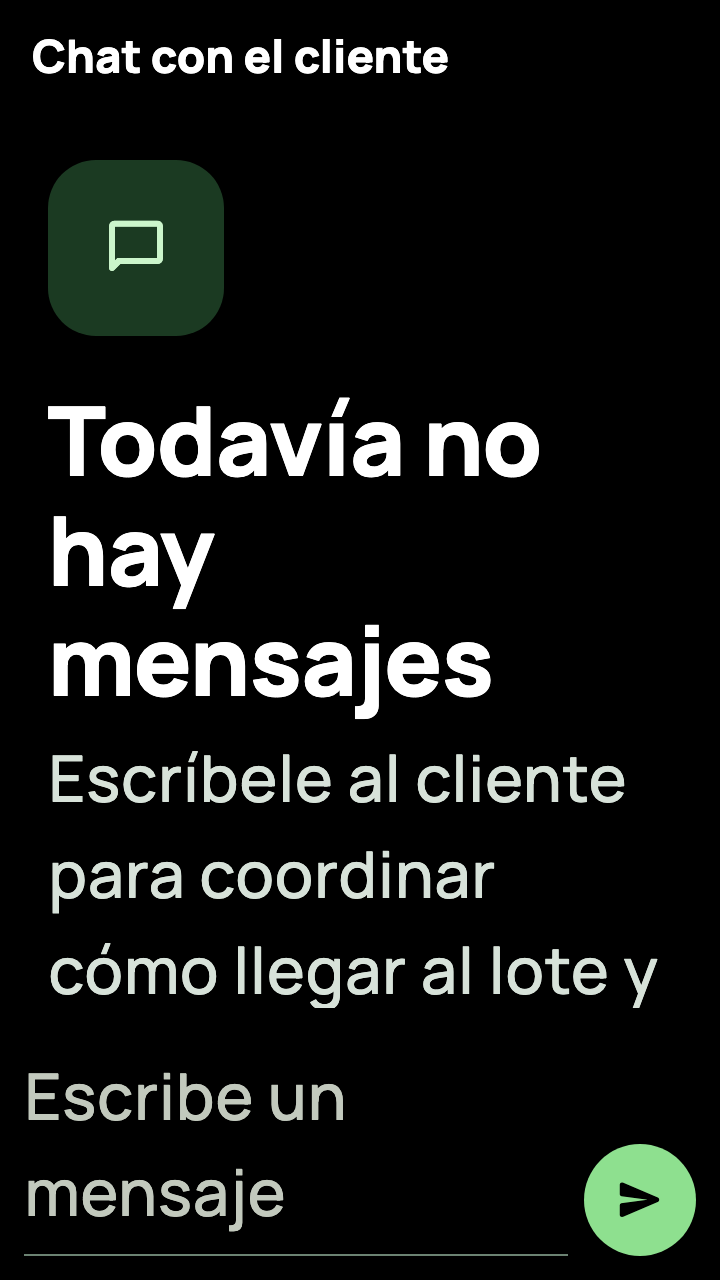 Chat con el cliente
Todavía no
hay
mensajes
Escríbele al cliente
para coordinar
cómo llegar al lote y
Escribe un
mensaje